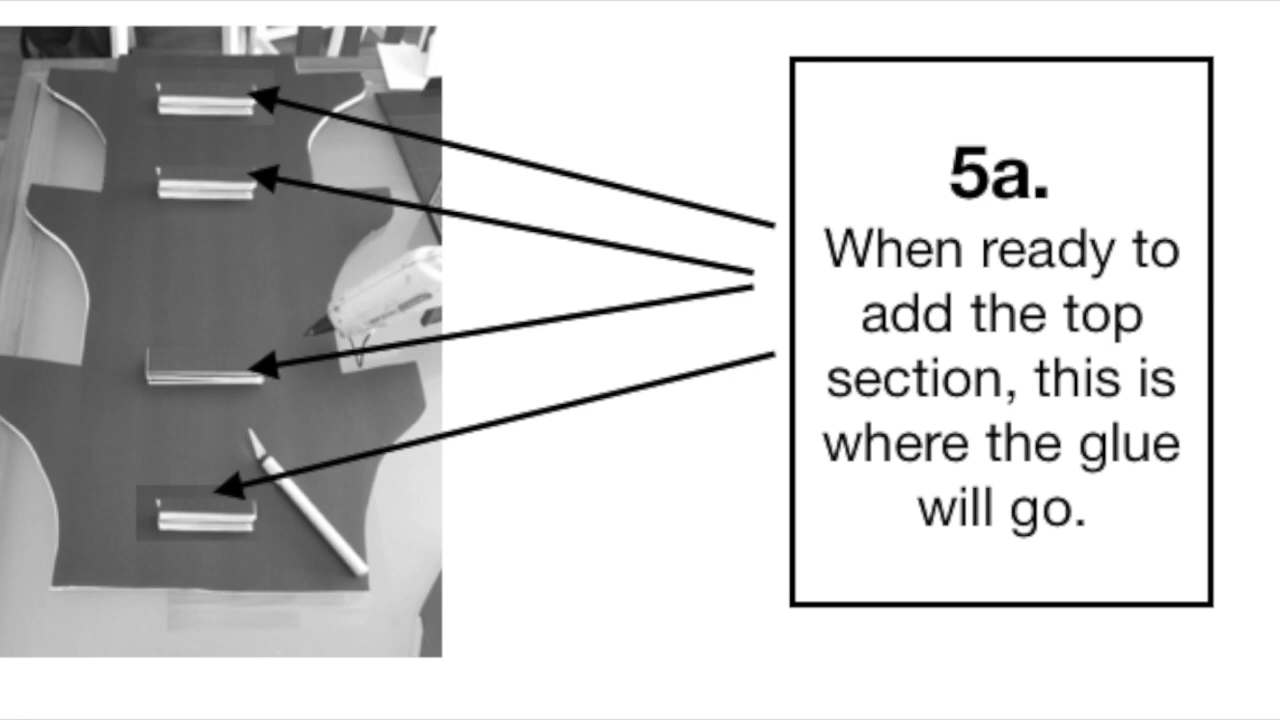 5a.
When ready to
add the top
section, this is
where the glue
will go.